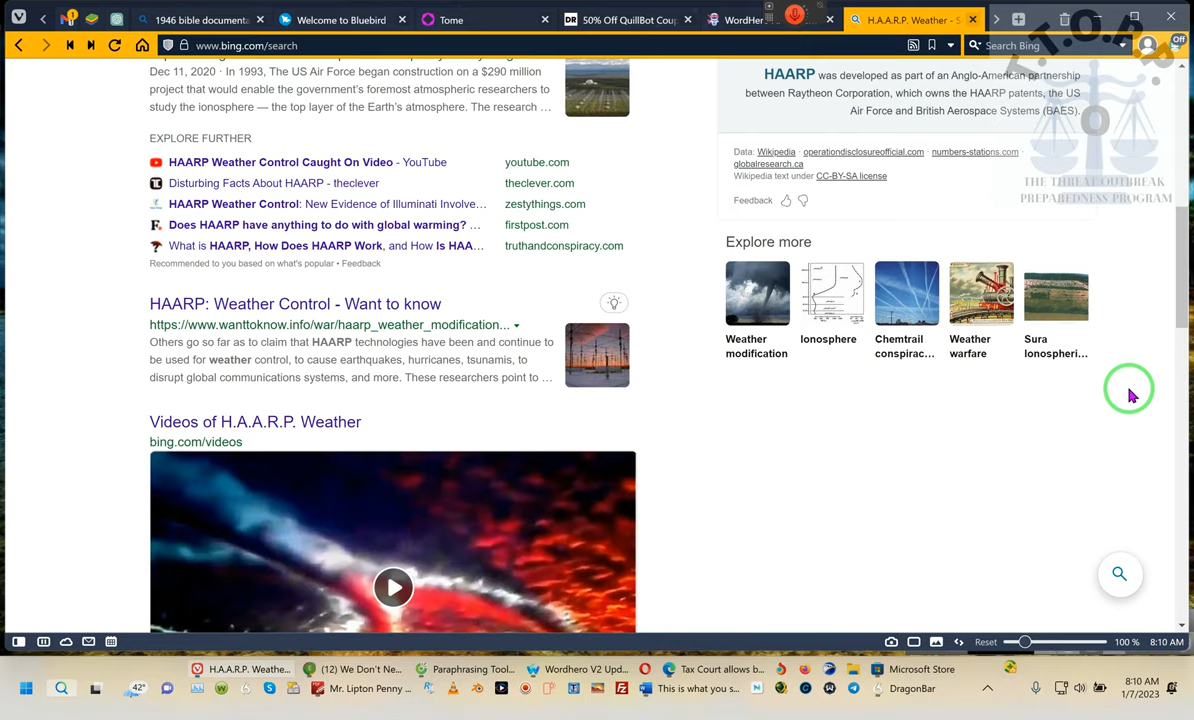 1946 bible documenta
Welcome to Bluebird
Tome
DR 50% Off QuillBot Cou
WordHer
H.A.A.R.P. Weather - S
www.bing.com/search
Search Bing
Off
T.T.O.P.P.
O
THE THREAT OUTBREAK
PREPAREDNESS PROGRAM
Dec 11, 2020 · In 1993, The US Air Force began construction on a $290 million
project that would enable the government's foremost atmospheric researchers to
study the ionosphere — the top layer of the Earth's atmosphere. The research ...
EXPLORE FURTHER
HAARP Weather Control Caught On Video - YouTube youtube.com
Disturbing Facts About HAARP - theclever theclever.com
HAARP Weather Control: New Evidence of Illuminati Involve... zestythings.com
Does HAARP have anything to do with global warming? ... firstpost.com
What is HAARP, How Does HAARP Work, and How Is HAA... truthandconspiracy.com
Recommended to you based on what's popular • Feedback
HAARP: Weather Control - Want to know
https://www.wanttoknow.info/war/haarp_weather_modification...
Others go so far as to claim that HAARP technologies have been and continue to
be used for weather control, to cause earthquakes, hurricanes, tsunamis, to
disrupt global communications systems, and more. These researchers point to ...
Videos of H.A.A.R.P. Weather
bing.com/videos
HAARP was developed as part of an Anglo-American partnership
between Raytheon Corporation, which owns the HAARP patents, the US
Air Force and British Aerospace Systems (BAES).
Data: Wikipedia · operationdisclosureofficial.com · numbers-stations.com ·
globalresearch.ca
Wikipedia text under CC-BY-SA license
Feedback
Explore more
Weather
modification
Ionosphere
Chemtrail
conspirac...
Weather
warfare
Sura
Ionospheri...
Reset 100 % 8:10 AM
H.A.A.R.P. Weathe...
(12) We Don't Ne...
Paraphrasing Tool...
Wordhero V2 Upd...
Tax Court allows b...
Microsoft Store
42°
Mr. Lipton Penny ...
This is what you s...
DragonBar
8:10 AM
1/7/2023